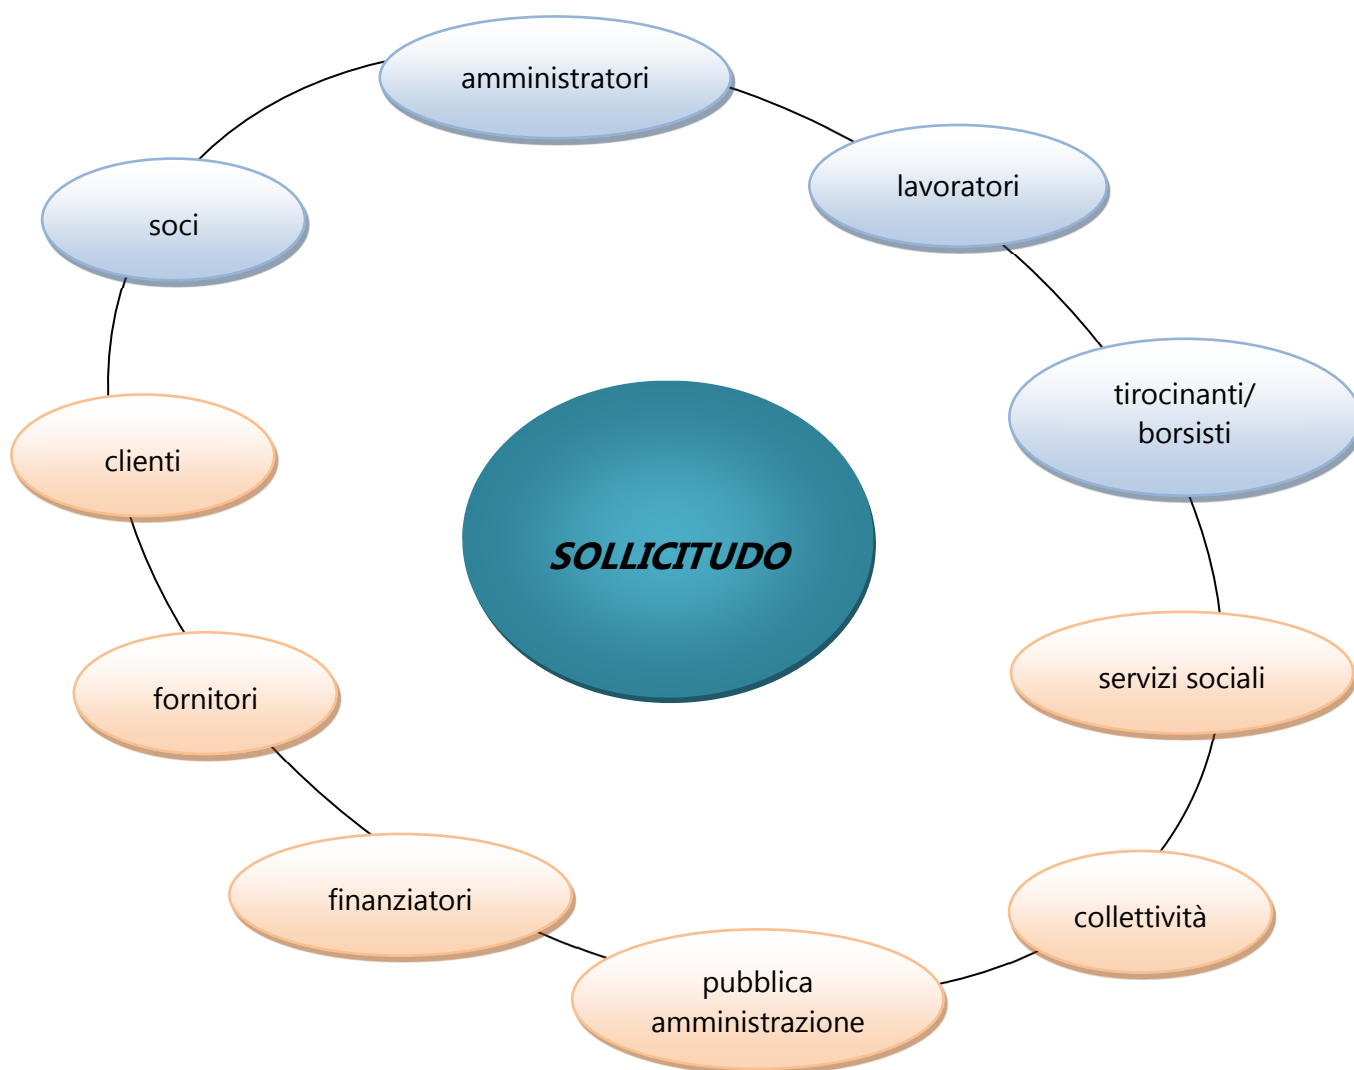 amministratori
lavoratori
soci
tirocinanti/
borsisti
clienti
SOLLICITUDO
servizi sociali
fornitori
finanziatori
collettività
pubblica
amministrazione